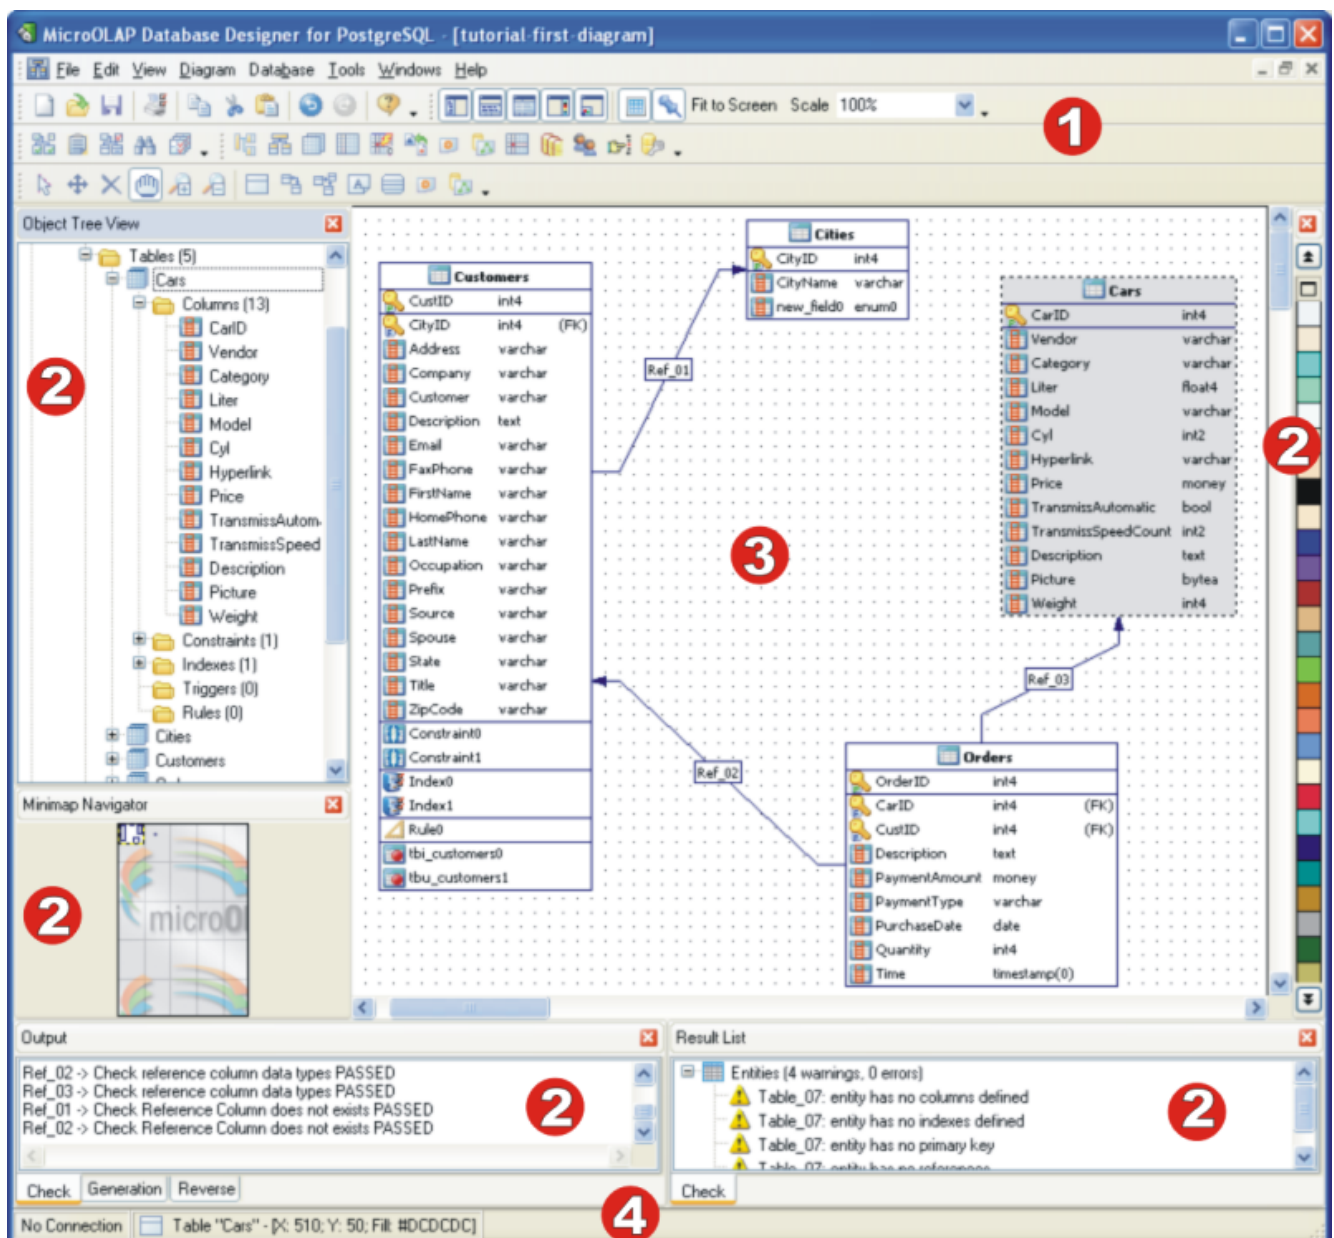 MicroOLAP Database Designer for PostgreSQL - [tutorial-first-diagram]
File Edit View Diagram Database Tools Windows Help
Fit to Screen Scale 100%
1
Object Tree View
Tables (5)
Cars
Columns (13)
CarID
Vendor
Category
Liter
Model
Cyl
Hyperlink
Price
TransmissAutom
TransmissSpeed
Description
Picture
Weight
Constraints (1)
Indexes (1)
Triggers (0)
Rules (0)
Cities
Customers
2
Minimap Navigator
microOl
2
Customers
CustID int4
CityID int4 (FK)
Address varchar
Company varchar
Customer varchar
Description text
Email varchar
FaxPhone varchar
FirstName varchar
HomePhone varchar
LastName varchar
Occupation varchar
Prefix varchar
Source varchar
Spouse varchar
State varchar
Title varchar
ZipCode varchar
Constraint0
Constraint1
Index0
Index1
Rule0
tbi_customers0
tbu_customers1
Ref_01
Cities
CityID int4
CityName varchar
new_field0 enum0
3
Cars
CarID int4
Vendor varchar
Category varchar
Liter float4
Model varchar
Cyl int2
Hyperlink varchar
Price money
TransmissAutomatic bool
TransmissSpeedCount int2
Description text
Picture bytea
Weight int4
2
Ref_03
Ref_02
Orders
OrderID int4
CarID int4 (FK)
CustID int4 (FK)
Description text
PaymentAmount money
PaymentType varchar
PurchaseDate date
Quantity int4
Time timestamp(0)
Output
Ref_02 -> Check reference column data types PASSED
Ref_03 -> Check reference column data types PASSED
Ref_01 -> Check Reference Column does not exists PASSED
Ref_02 -> Check Reference Column does not exists PASSED
2
Check Generation Reverse
Result List
Entities (4 warnings, 0 errors)
Table_07: entity has no columns defined
Table_07: entity has no indexes defined
Table_07: entity has no primary key
Table_07: entity has no references
2
Check
4
No Connection Table "Cars" - [X: 510; Y: 50; Fill: #DCDCDC]